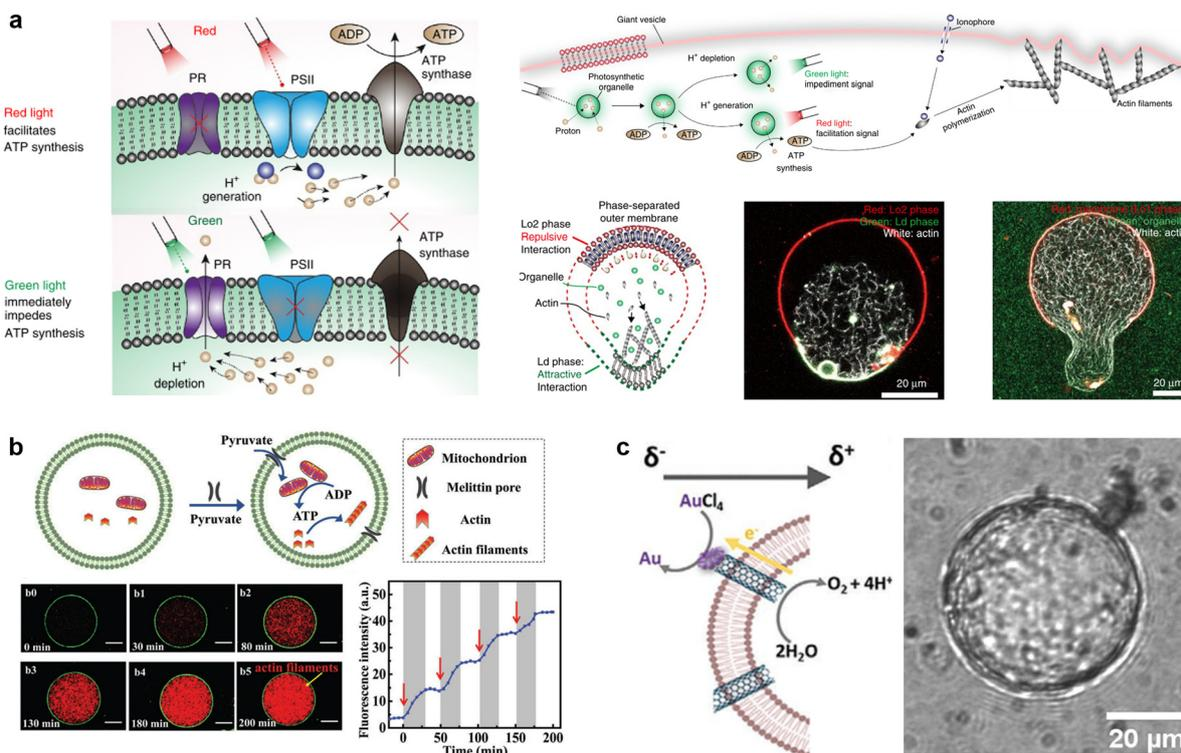 a
Red
PR
PSII
ADP
ATP
ATP
synthase
Red light
facilitates
ATP synthesis
H+
generation
Green
PR
PSII
ATP
synthase
Green light
immediately
impedes
ATP synthesis
H+
depletion
Giant vesicle
Ionophore
Photosynthetic
organelle
H+ depletion
Green light:
impediment signal
H+ generation
Proton
ADP
ATP
Red light:
facilitation signal
ADP
ATP
ATP
synthesis
Actin
polymerization
Actin filaments
Phase-separated
outer membrane
Lo2 phase
Repulsive
Interaction
Organelle
Actin
Ld phase:
Attractive
Interaction
Red: Lo2 phase
Green: Ld phase
White: actin
20 µm
White: actin
20 µm
b
Pyruvate
Pyruvate
ADP
ATP
Mitochondrion
Melittin pore
Actin
Actin filaments
b0
0 min
b1
30 min
b2
80 min
b3
130 min
b4
180 min
b5
actin filaments
200 min
Fluorescence intensity (a.u.)
50
40
30
20
10
0
0
50
100
150
200
Time (min)
c
δ-
δ+
AuCl4
e-
Au
O2 + 4H+
2H2O
20 µm